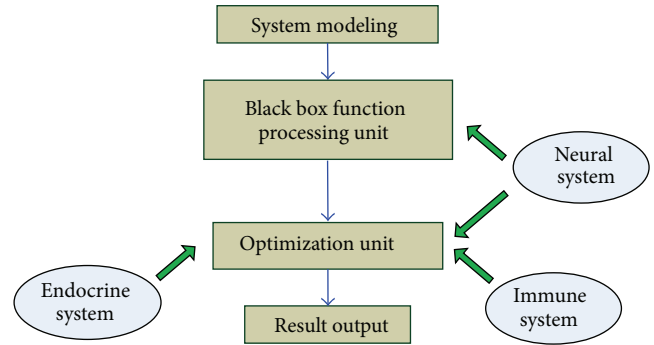 System modeling
Black box function
processing unit
Neural
system
Optimization unit
Endocrine
system
Immune
system
Result output